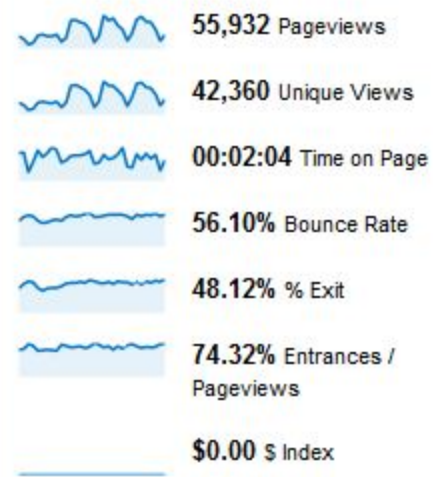 55,932 Pageviews
42,360 Unique Views
00:02:04 Time on Page
56.10% Bounce Rate
48.12% % Exit
74.32% Entrances /
Pageviews
$0.00 $ Index